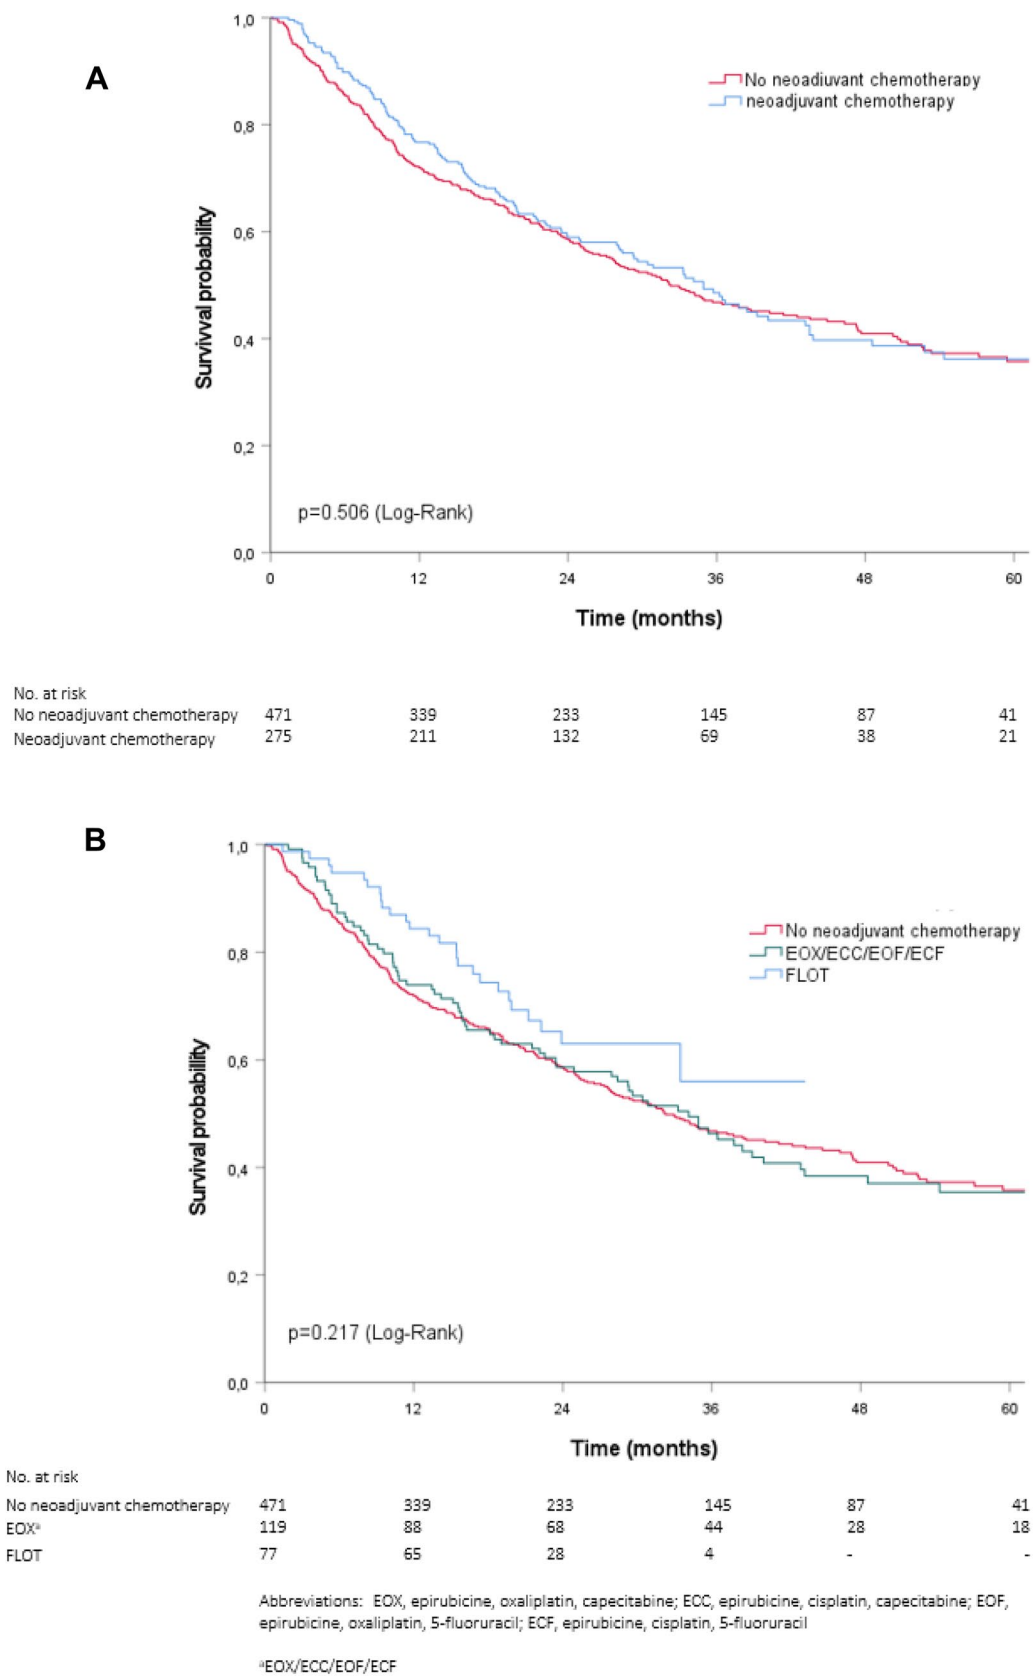 A
1,0
No neoadjuvant chemotherapy
neoadjuvant chemotherapy
0,8
0,6
0,4
0,2
0,0
Survivval probability
p=0.506 (Log-Rank)
0 12 24 36 48 60
Time (months)
No. at risk
No neoadjuvant chemotherapy 471 339 233 145 87 41
Neoadjuvant chemotherapy 275 211 132 69 38 21
B
1,0
No neoadjuvant chemotherapy
EOX/ECC/EOF/ECF
FLOT
0,8
0,6
0,4
0,2
0,0
Survival probabillity
p=0.217 (Log-Rank)
0 12 24 36 48 60
Time (months)
No. at risk
No neoadjuvant chemotherapy 471 339 233 145 87 41
EOXᵃ 119 88 68 44 28 18
FLOT 77 65 28 4 - -
Abbreviations: EOX, epirubicine, oxaliplatin, capecitabine; ECC, epirubicine, cisplatin, capecitabine; EOF,
epirubicine, oxaliplatin, 5-fluoruracil; ECF, epirubicine, cisplatin, 5-fluoruracil
ᵃEOX/ECC/EOF/ECF